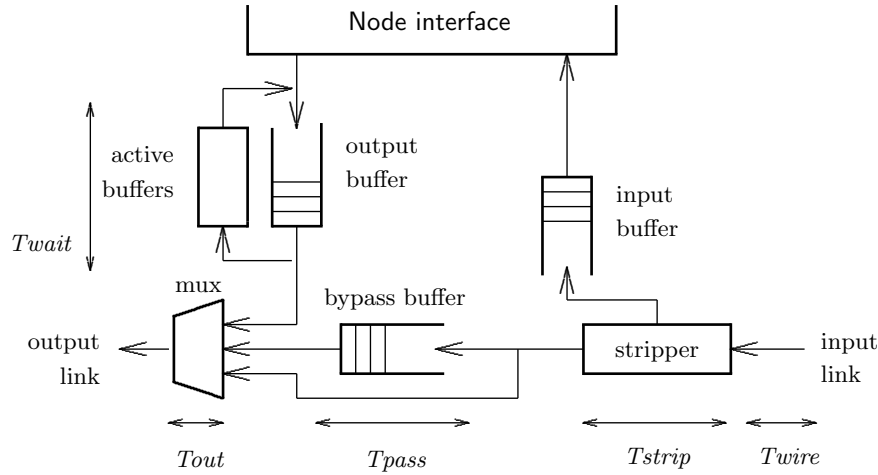 Node interface
active
buffers
output
buffer
input
buffer
Twait
mux
bypass buffer
output
link
stripper
input
link
Tout
Tpass
Tstrip
Twire